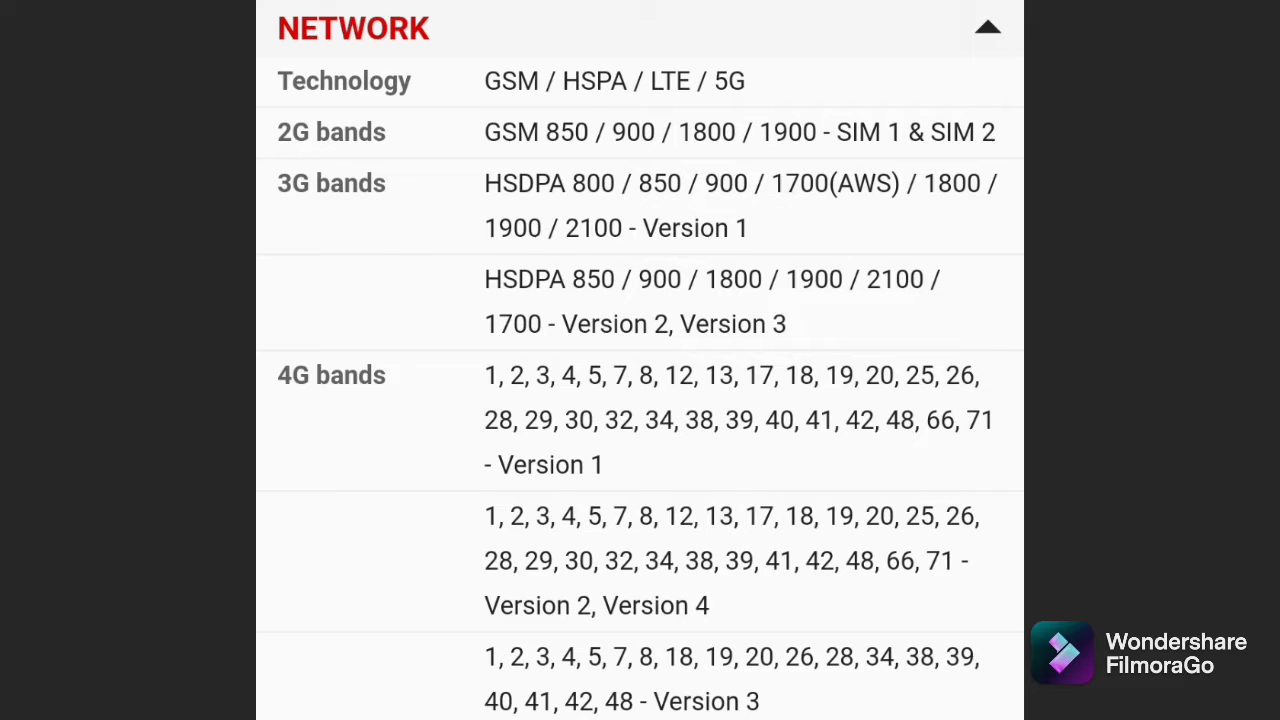 NETWORK
Technology GSM / HSPA / LTE / 5G
2G bands GSM 850 / 900 / 1800 / 1900 - SIM 1 & SIM 2
3G bands HSDPA 800 / 850 / 900 / 1700(AWS) / 1800 /
1900 / 2100 - Version 1
HSDPA 850 / 900 / 1800 / 1900 / 2100 /
1700 - Version 2, Version 3
4G bands 1, 2, 3, 4, 5, 7, 8, 12, 13, 17, 18, 19, 20, 25, 26,
28, 29, 30, 32, 34, 38, 39, 40, 41, 42, 48, 66, 71
- Version 1
1, 2, 3, 4, 5, 7, 8, 12, 13, 17, 18, 19, 20, 25, 26,
28, 29, 30, 32, 34, 38, 39, 41, 42, 48, 66, 71 -
Version 2, Version 4
1, 2, 3, 4, 5, 7, 8, 18, 19, 20, 26, 28, 34, 38, 39,
40, 41, 42, 48 - Version 3
Wondershare
FilmoraGo